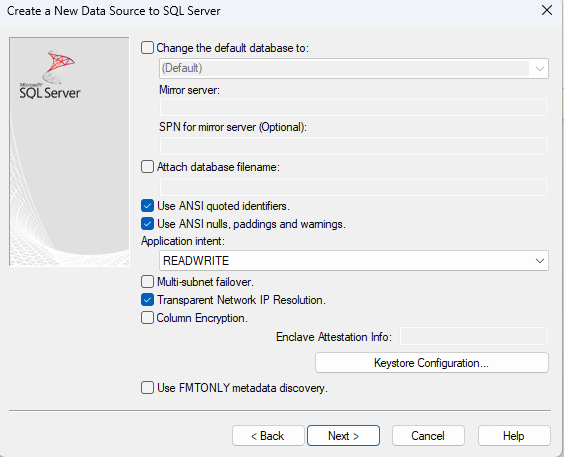 Create a New Data Source to SQL Server
Microsoft
SQL Server
Change the default database to:
(Default)
Mirror server:
SPN for mirror server (Optional):
Attach database filename:
Use ANSI quoted identifiers.
Use ANSI nulls, paddings and warnings.
Application intent:
READWRITE
Multi-subnet failover.
Transparent Network IP Resolution.
Column Encryption.
Enclave Attestation Info:
Keystore Configuration...
Use FMTONLY metadata discovery.
< Back Next > Cancel Help